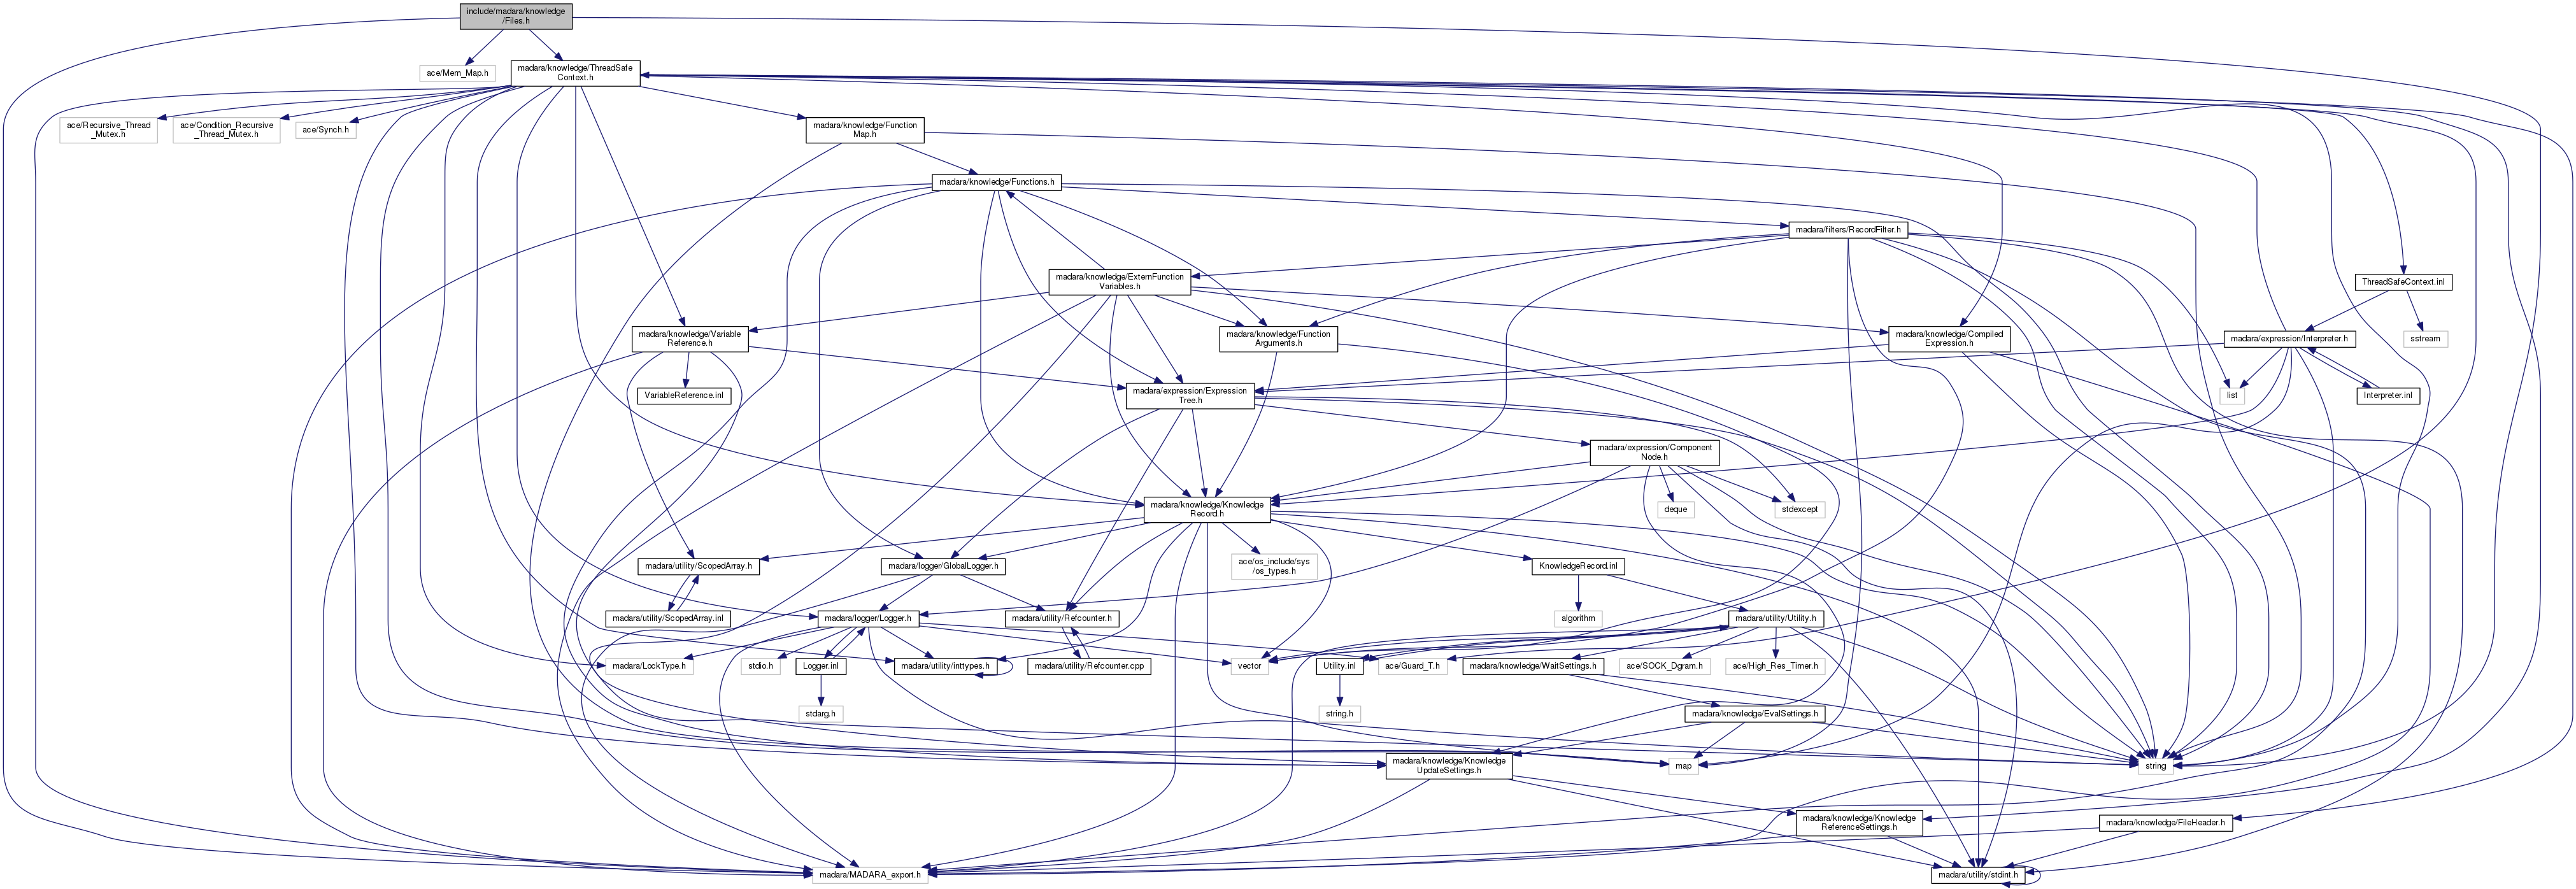 include/madara/knowledge
/Files.h
ace/Mem_Map.h
madara/knowledge/ThreadSafe
Context.h
ace/Recursive_Thread
_Mutex.h
ace/Condition_Recursive
_Thread_Mutex.h
ace/Synch.h
madara/knowledge/Function
Map.h
madara/knowledge/Functions.h
madara/filters/RecordFilter.h
madara/knowledge/ExternFunction
Variables.h
ThreadSafeContext.inl
madara/knowledge/Variable
Reference.h
madara/knowledge/Function
Arguments.h
madara/knowledge/Compiled
Expression.h
madara/expression/Interpreter.h
sstream
VariableReference.inl
madara/expression/Expression
Tree.h
list
Interpreter.inl
madara/expression/Component
Node.h
madara/knowledge/Knowledge
Record.h
deque
stdexcept
madara/utility/ScopedArray.h
madara/logger/GlobalLogger.h
ace/os_include/sys
/os_types.h
KnowledgeRecord.inl
madara/utility/ScopedArray.inl
madara/logger/Logger.h
madara/utility/Refcounter.h
algorithm
madara/utility/Utility.h
madara/LockType.h
stdio.h
Logger.inl
madara/utility/inttypes.h
madara/utility/Refcounter.cpp
vector
Utility.inl
ace/Guard_T.h
madara/knowledge/WaitSettings.h
ace/SOCK_Dgram.h
ace/High_Res_Timer.h
stdarg.h
string.h
madara/knowledge/EvalSettings.h
madara/knowledge/Knowledge
UpdateSettings.h
map
string
madara/knowledge/Knowledge
ReferenceSettings.h
madara/knowledge/FileHeader.h
madara/MADARA_export.h
madara/utility/stdint.h